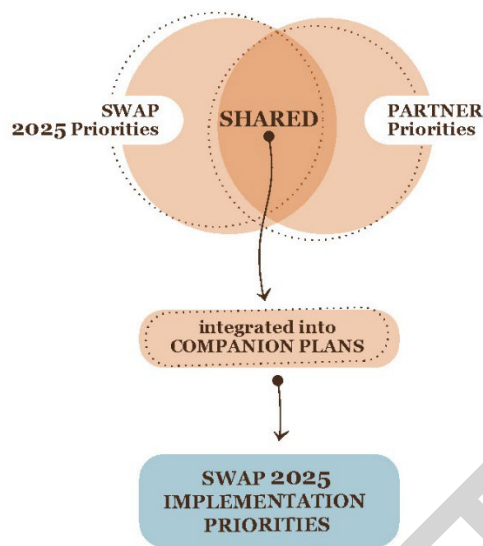 SWAP
2025 Priorities
SHARED
PARTNER
Priorities
integrated into
COMPANION PLANS
SWAP 2025
IMPLEMENTATION
PRIORITIES